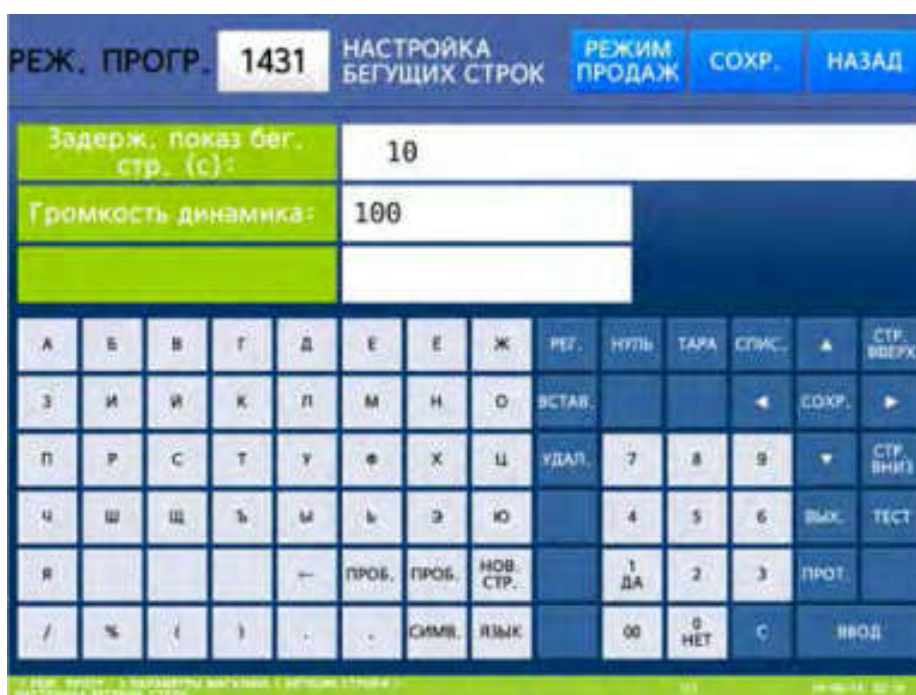 РЕЖ. ПРОГР. 1431 НАСТРОЙКА БЕГУЩИХ СТРОК РЕЖИМ ПРОДАЖ СОХР. НАЗАД
Задерж. показ бег. стр. (с): 10
Громкость динамика: 100
А Б В Г Д Е Ё Ж РЕГ. НУЛЬ ТАРА СПИС. ▲ СТР. ВВЕРХ
З И Й К Л М Н О ВСТАВ. ◀ СОХР. ▶
П Р С Т У Ф Х Ц УДАЛ. 7 8 9 ▼ СТР. ВНИЗ
Ч Ш Щ Ъ Ы Ь Э Ю 4 5 6 ВЫХ. ТЕСТ
Я ← ПРОБ. ПРОБ. НОВ. СТР. 1 ДА 2 3 ПРОТ.
/ % ( ) . . СИМВ. ЯЗЫК 00 0 НЕТ С ВВОД